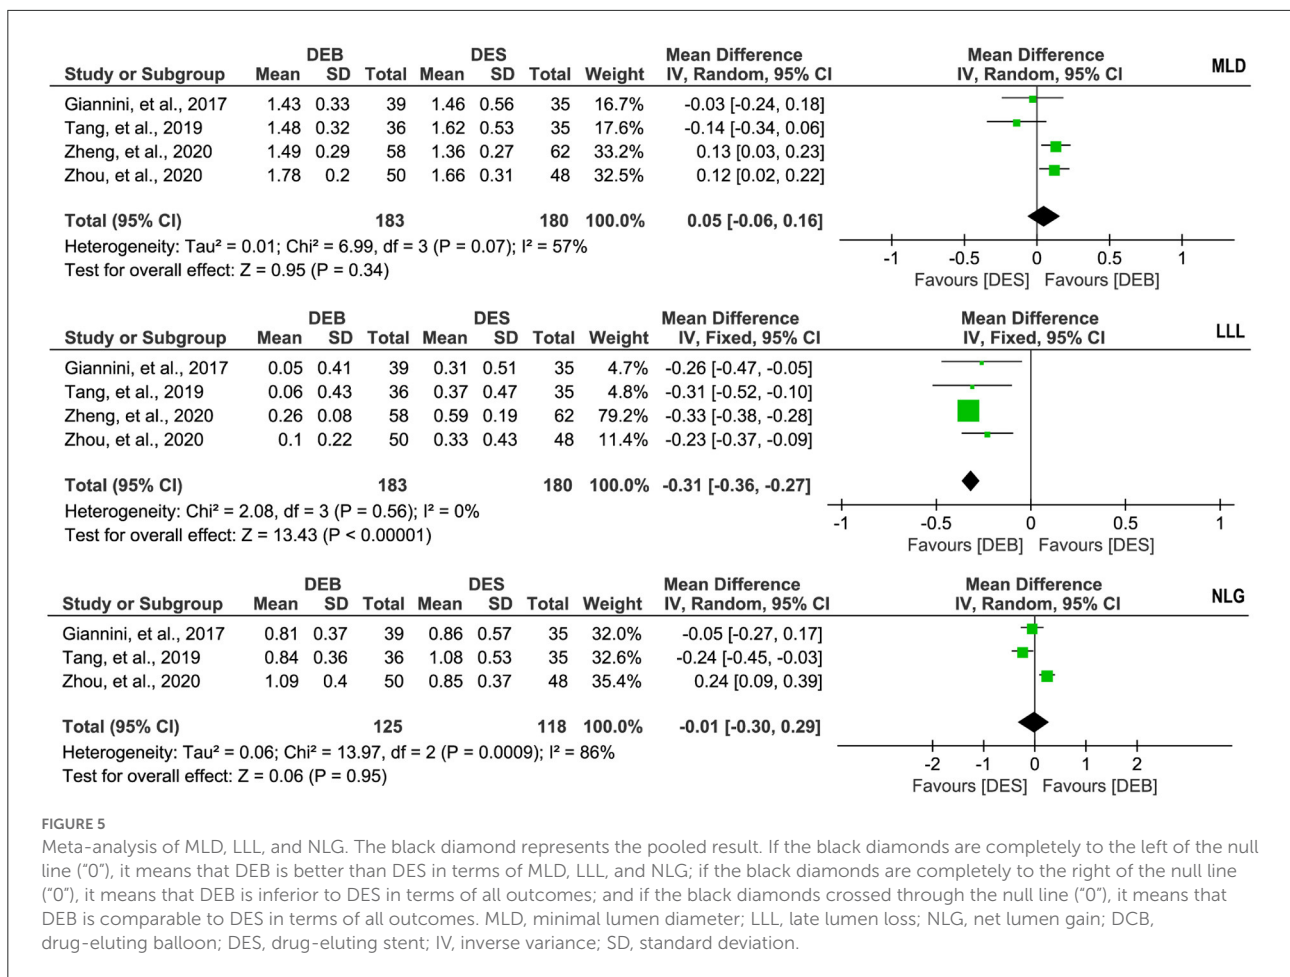 DEB DES Mean Difference Mean Difference MLD
Study or Subgroup Mean SD Total Mean SD Total Weight IV, Random, 95% CI IV, Random, 95% CI
Giannini, et al., 2017 1.43 0.33 39 1.46 0.56 35 16.7% -0.03 [-0.24, 0.18]
Tang, et al., 2019 1.48 0.32 36 1.62 0.53 35 17.6% -0.14 [-0.34, 0.06]
Zheng, et al., 2020 1.49 0.29 58 1.36 0.27 62 33.2% 0.13 [0.03, 0.23]
Zhou, et al., 2020 1.78 0.2 50 1.66 0.31 48 32.5% 0.12 [0.02, 0.22]
Total (95% CI) 183 180 100.0% 0.05 [-0.06, 0.16]
Heterogeneity: Tau² = 0.01; Chi² = 6.99, df = 3 (P = 0.07); I² = 57%
Test for overall effect: Z = 0.95 (P = 0.34)
-1 -0.5 0 0.5 1
Favours [DES] Favours [DEB]
DEB DES Mean Difference Mean Difference LLL
Study or Subgroup Mean SD Total Mean SD Total Weight IV, Fixed, 95% CI IV, Fixed, 95% CI
Giannini, et al., 2017 0.05 0.41 39 0.31 0.51 35 4.7% -0.26 [-0.47, -0.05]
Tang, et al., 2019 0.06 0.43 36 0.37 0.47 35 4.8% -0.31 [-0.52, -0.10]
Zheng, et al., 2020 0.26 0.08 58 0.59 0.19 62 79.2% -0.33 [-0.38, -0.28]
Zhou, et al., 2020 0.1 0.22 50 0.33 0.43 48 11.4% -0.23 [-0.37, -0.09]
Total (95% CI) 183 180 100.0% -0.31 [-0.36, -0.27]
Heterogeneity: Chi² = 2.08, df = 3 (P = 0.56); I² = 0%
Test for overall effect: Z = 13.43 (P < 0.00001)
-1 -0.5 0 0.5 1
Favours [DEB] Favours [DES]
DEB DES Mean Difference Mean Difference NLG
Study or Subgroup Mean SD Total Mean SD Total Weight IV, Random, 95% CI IV, Random, 95% CI
Giannini, et al., 2017 0.81 0.37 39 0.86 0.57 35 32.0% -0.05 [-0.27, 0.17]
Tang, et al., 2019 0.84 0.36 36 1.08 0.53 35 32.6% -0.24 [-0.45, -0.03]
Zhou, et al., 2020 1.09 0.4 50 0.85 0.37 48 35.4% 0.24 [0.09, 0.39]
Total (95% CI) 125 118 100.0% -0.01 [-0.30, 0.29]
Heterogeneity: Tau² = 0.06; Chi² = 13.97, df = 2 (P = 0.0009); I² = 86%
Test for overall effect: Z = 0.06 (P = 0.95)
-2 -1 0 1 2
Favours [DES] Favours [DEB]
FIGURE 5
Meta-analysis of MLD, LLL, and NLG. The black diamond represents the pooled result. If the black diamonds are completely to the left of the null
line (“0”), it means that DEB is better than DES in terms of MLD, LLL, and NLG; if the black diamonds are completely to the right of the null line
(“0”), it means that DEB is inferior to DES in terms of all outcomes; and if the black diamonds crossed through the null line (“0”), it means that
DEB is comparable to DES in terms of all outcomes. MLD, minimal lumen diameter; LLL, late lumen loss; NLG, net lumen gain; DCB,
drug-eluting balloon; DES, drug-eluting stent; IV, inverse variance; SD, standard deviation.